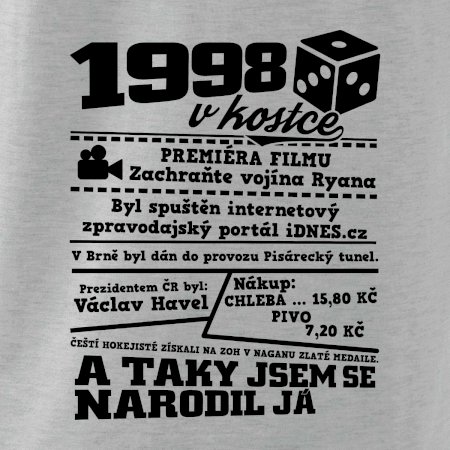 1998
v kostce
PREMIÉRA FILMU
Zachraňte vojína Ryana
Byl spuštěn internetový
zpravodajský portál iDNES.cz
V Brně byl dán do provozu Pisárecký tunel.
Prezidentem ČR byl:
Václav Havel
Nákup:
CHLEBA ... 15,80 KČ
PIVO
7,20 KČ
ČEŠTÍ HOKEJISTÉ ZÍSKALI NA ZOH V NAGANU ZLATÉ MEDAILE.
A TAKY JSEM SE
NARODIL JÁ